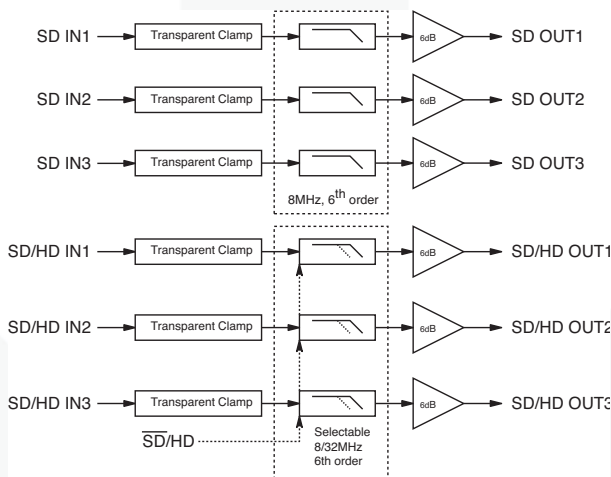 SD IN1 Transparent Clamp 6dB SD OUT1
SD IN2 Transparent Clamp 6dB SD OUT2
SD IN3 Transparent Clamp 6dB SD OUT3
8MHz, 6th order
SD/HD IN1 Transparent Clamp 6dB SD/HD OUT1
SD/HD IN2 Transparent Clamp 6dB SD/HD OUT2
SD/HD IN3 Transparent Clamp 6dB SD/HD OUT3
S̅D̅/HD
Selectable
8/32MHz
6th order